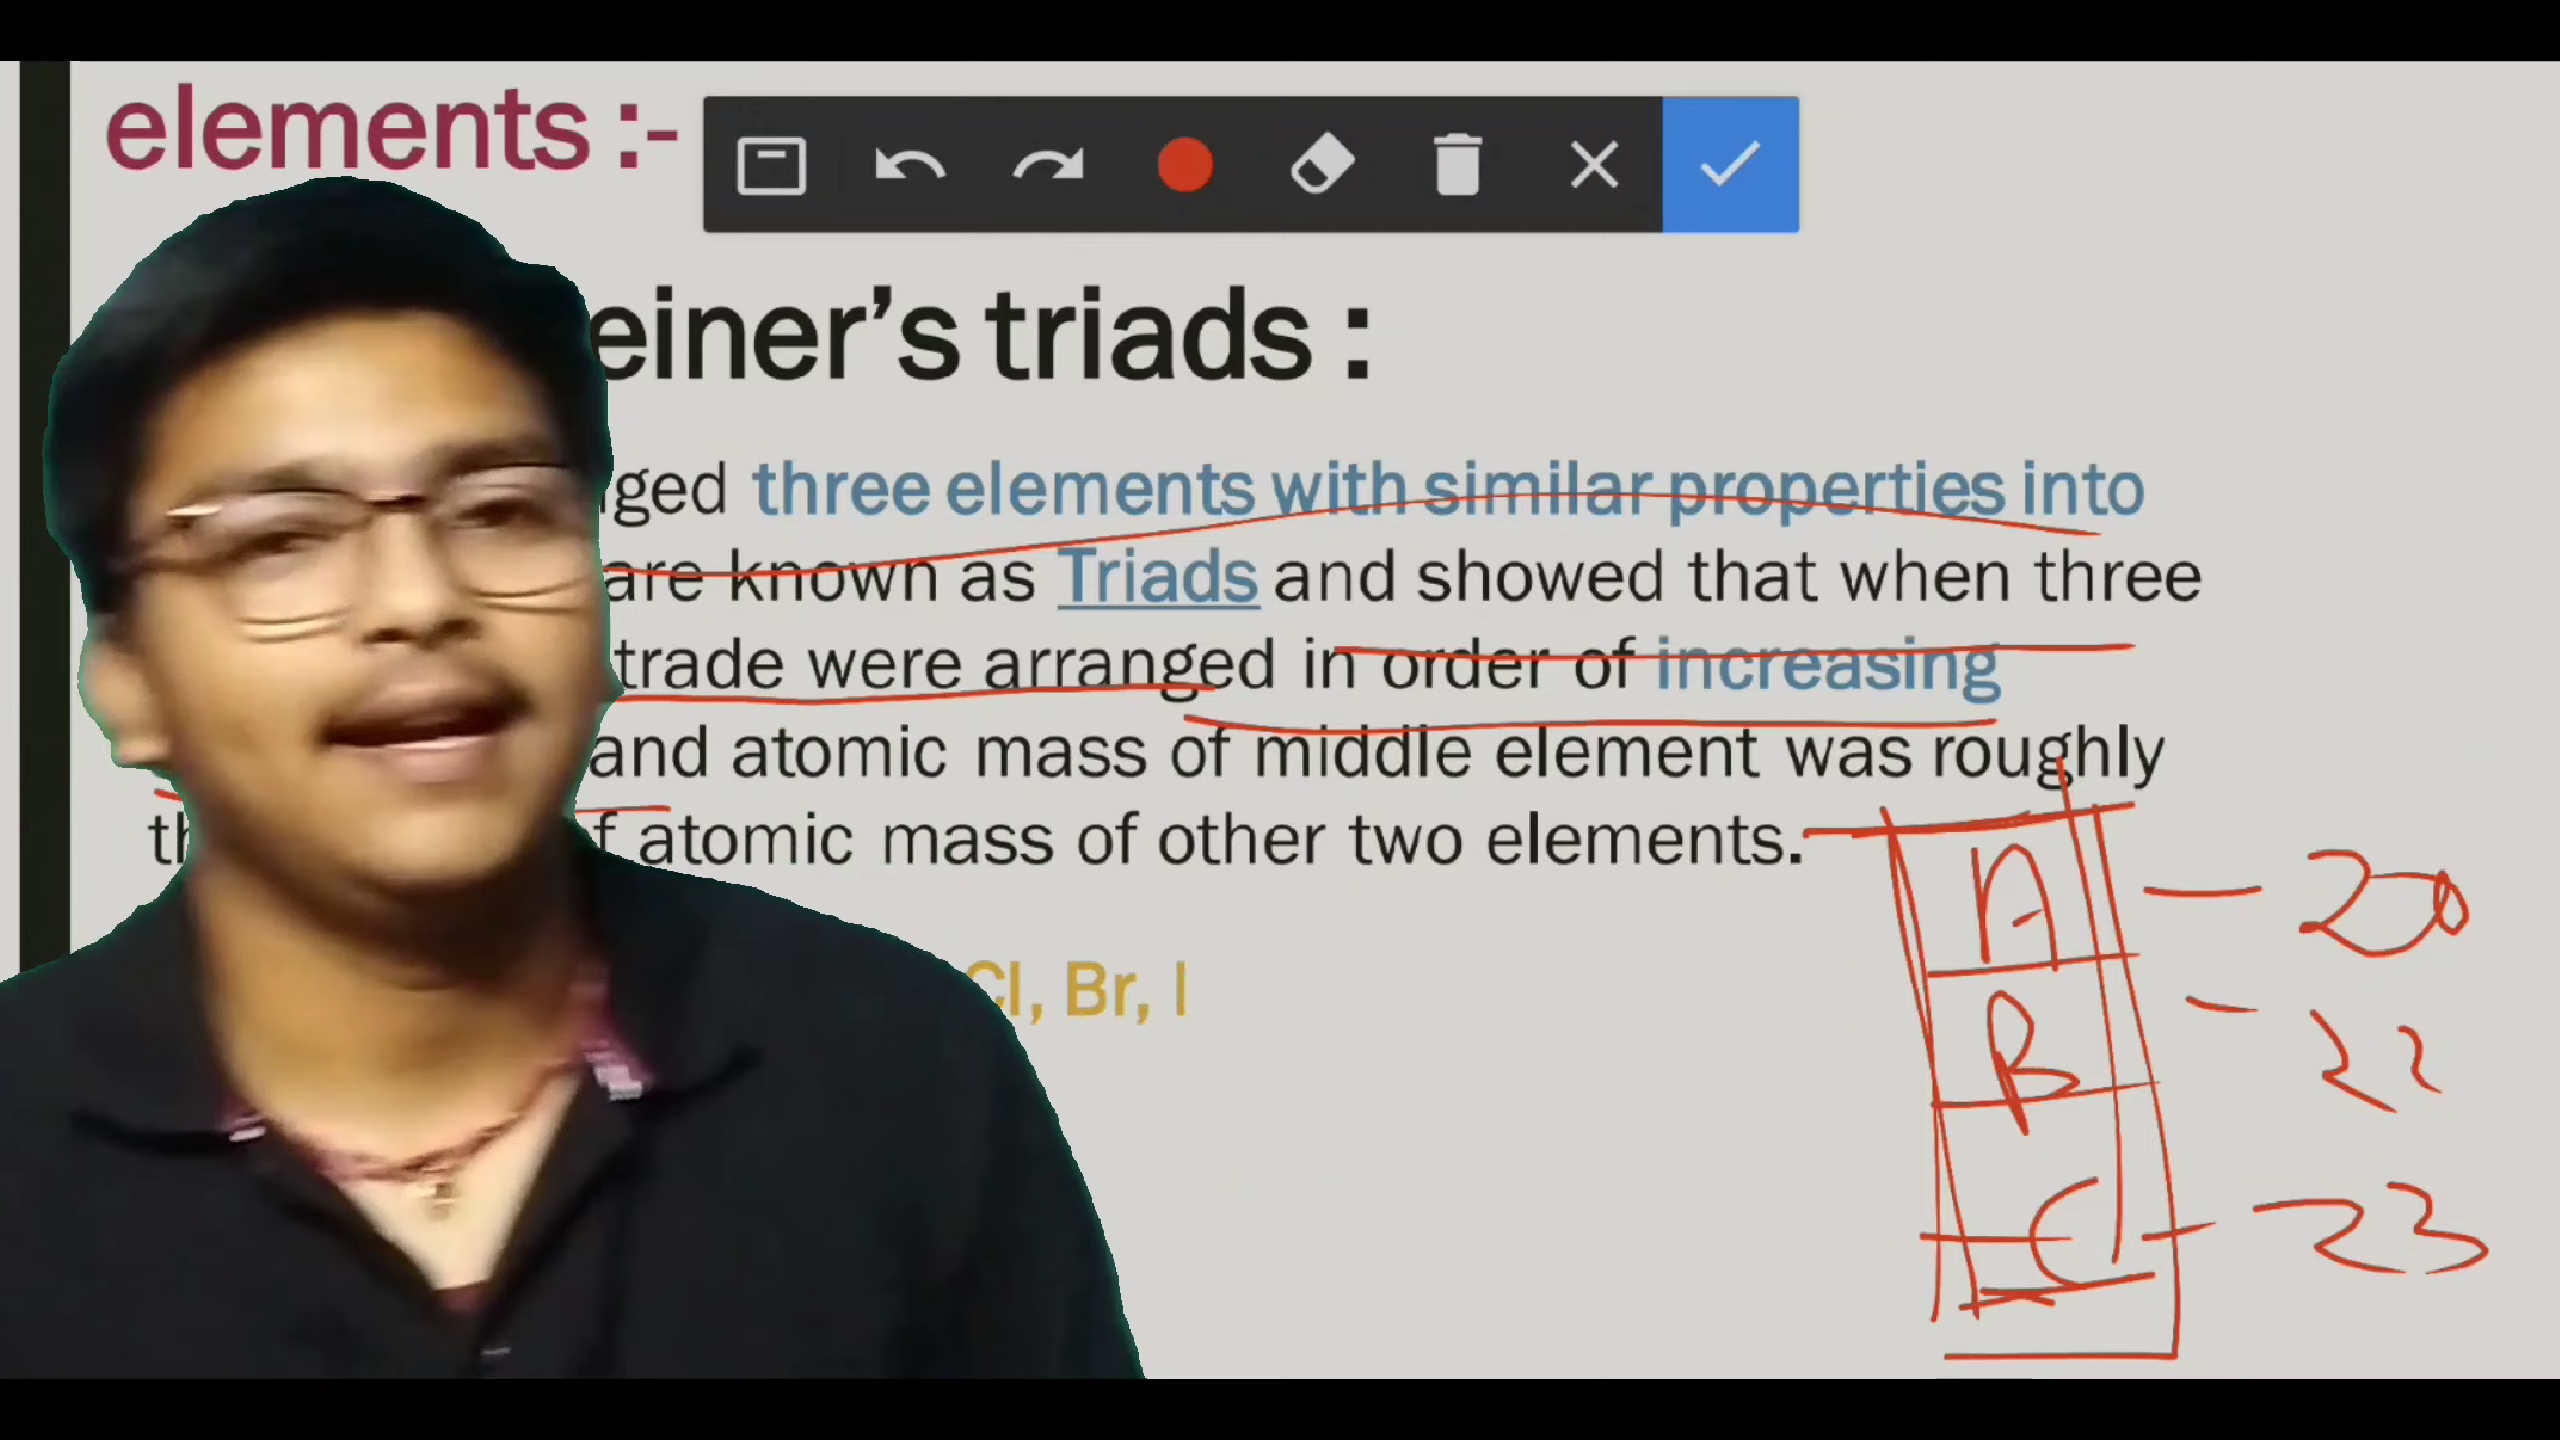 elements :-
einer's triads :
ged three elements with similar properties into
are known as Triads and showed that when three
trade were arranged in order of increasing
and atomic mass of middle element was roughly
th f atomic mass of other two elements.
A — 20
Cl, Br, I
B — 22
C — 23